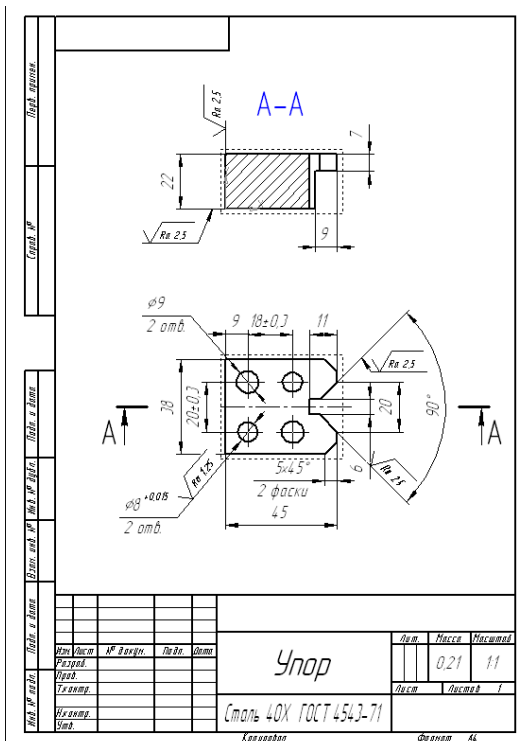 Перв. примен.
Справ. №
Подп. и дата
Инв. № дубл.
Взам. инв. №
Подп. и дата
Инв. № подл.
А-А
Ra 2,5
22
Ra 2,5
7
9
⌀9
2 отв.
9
18±0,3
11
Ra 2,5
38
20±0,3
20
90°
А
А
Ra 1,25
⌀8 +0,015
2 отв.
5x45°
2 фаски
45
6
Ra 2,5
Изм Лист № докум. Подп. Дата
Разраб.
Пров.
Т.контр.
Н.контр.
Утв.
Упор
Сталь 40Х ГОСТ 4543-71
Лит. Масса Масштаб
0,21 1:1
Лист Листов 1
Копировал Формат А4